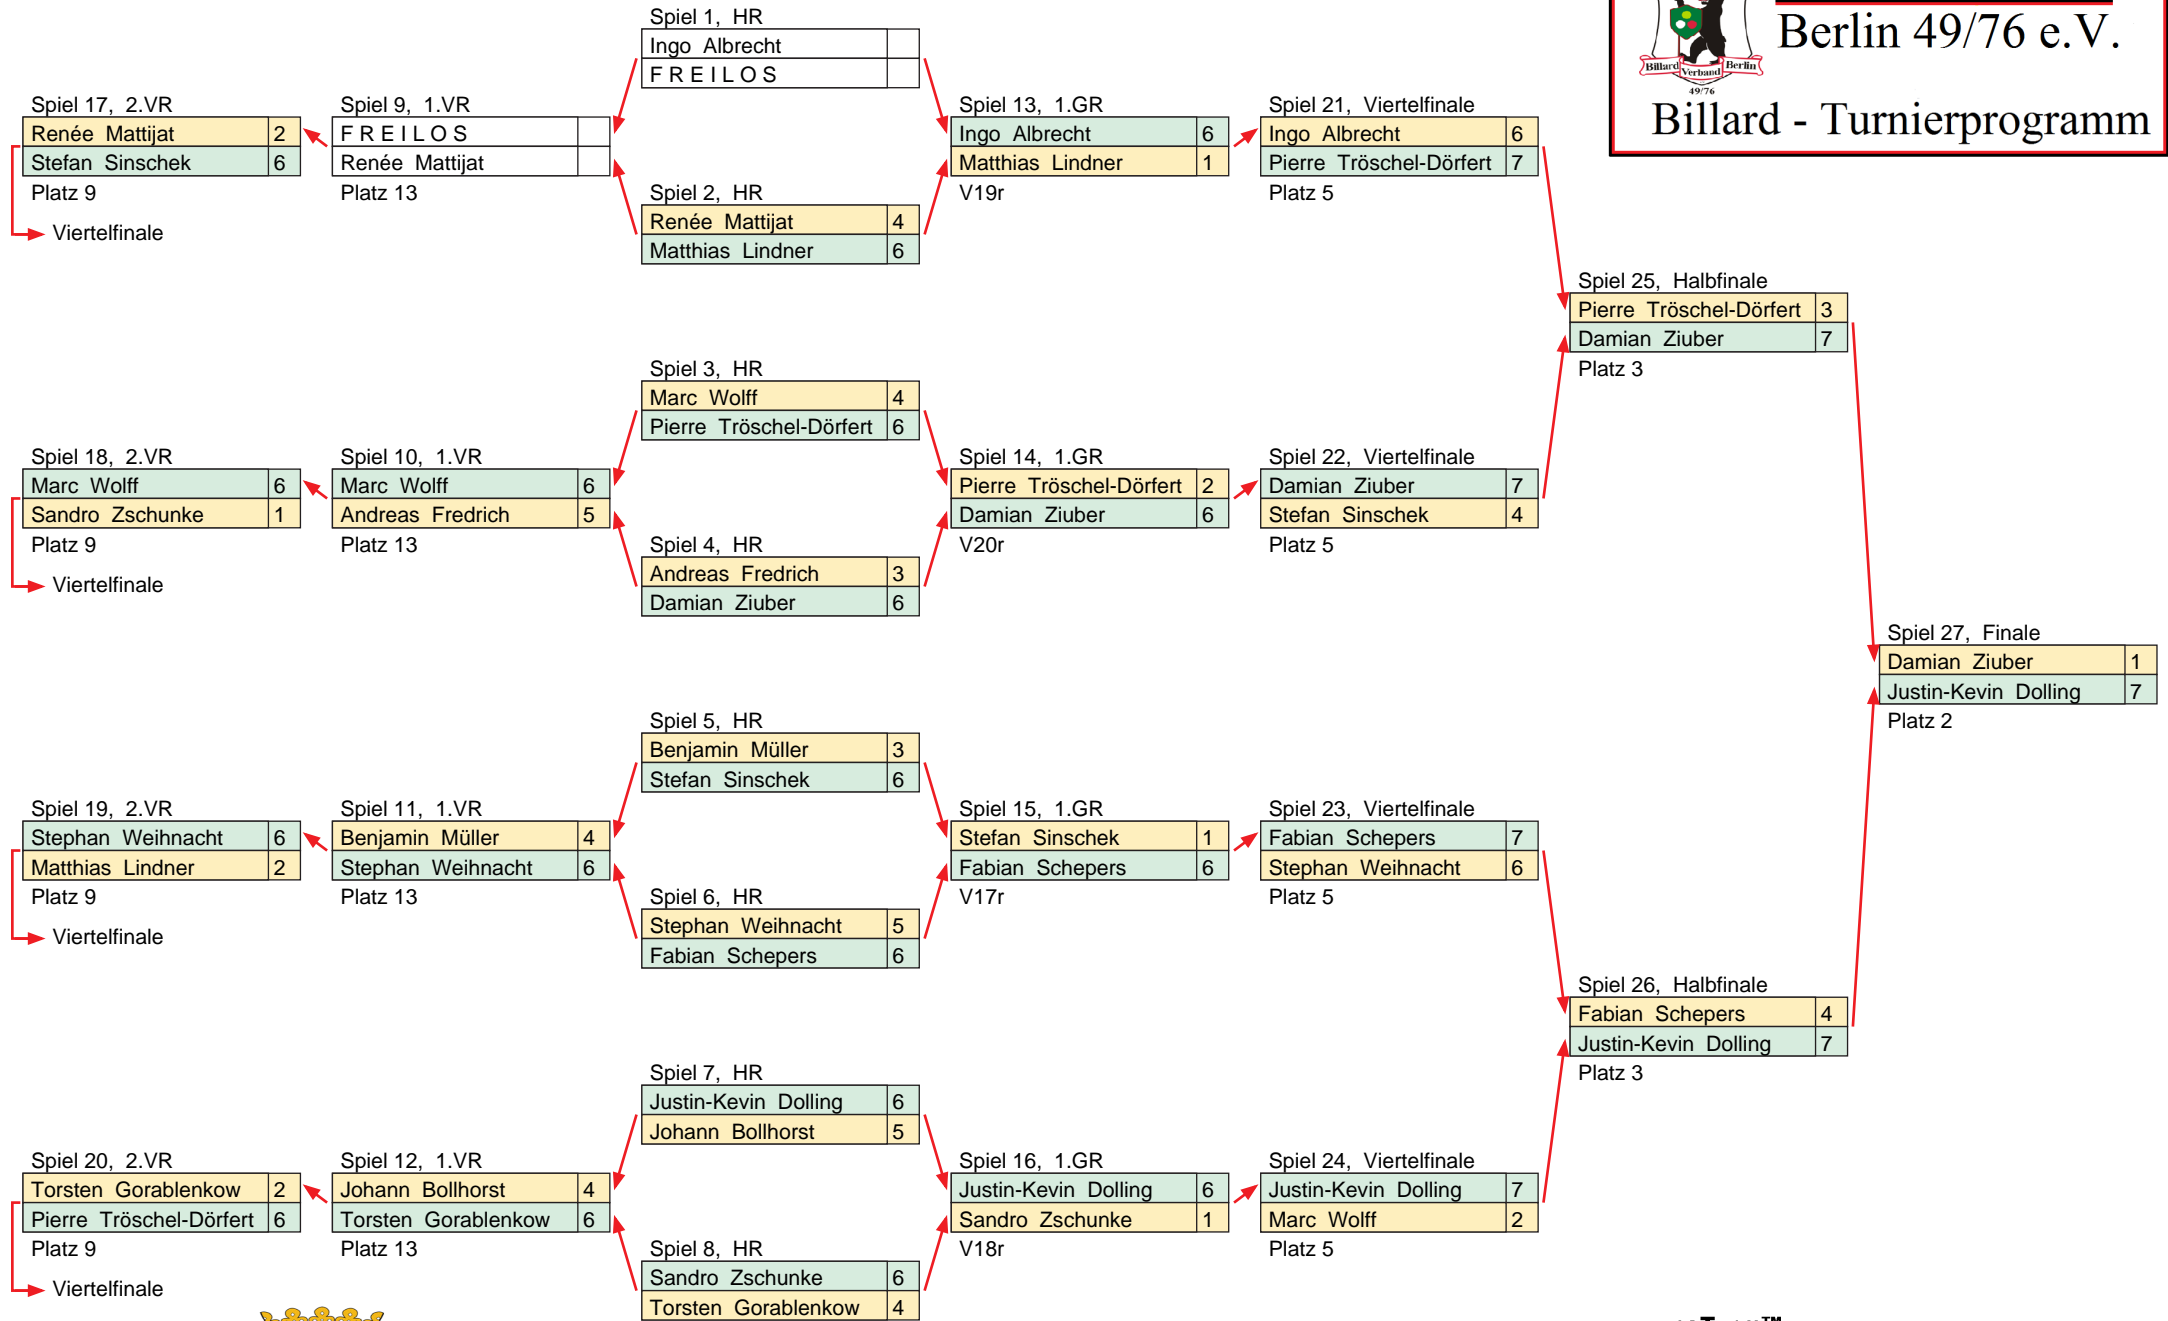 Berlin 49/76 e.V.
Billard Verband Berlin
49/76
Billard - Turnierprogramm
Spiel 17, 2.VR
Renée Mattijat 2
Stefan Sinschek 6
Platz 9
Viertelfinale
Spiel 18, 2.VR
Marc Wolff 6
Sandro Zschunke 1
Platz 9
Viertelfinale
Spiel 19, 2.VR
Stephan Weihnacht 6
Matthias Lindner 2
Platz 9
Viertelfinale
Spiel 20, 2.VR
Torsten Gorablenkow 2
Pierre Tröschel-Dörfert 6
Platz 9
Viertelfinale
Spiel 9, 1.VR
F R E I L O S
Renée Mattijat
Platz 13
Spiel 10, 1.VR
Marc Wolff 6
Andreas Fredrich 5
Platz 13
Spiel 11, 1.VR
Benjamin Müller 4
Stephan Weihnacht 6
Platz 13
Spiel 12, 1.VR
Johann Bollhorst 4
Torsten Gorablenkow 6
Platz 13
Spiel 1, HR
Ingo Albrecht
F R E I L O S
Spiel 2, HR
Renée Mattijat 4
Matthias Lindner 6
Spiel 3, HR
Marc Wolff 4
Pierre Tröschel-Dörfert 6
Spiel 4, HR
Andreas Fredrich 3
Damian Ziuber 6
Spiel 5, HR
Benjamin Müller 3
Stefan Sinschek 6
Spiel 6, HR
Stephan Weihnacht 5
Fabian Schepers 6
Spiel 7, HR
Justin-Kevin Dolling 6
Johann Bollhorst 5
Spiel 8, HR
Sandro Zschunke 6
Torsten Gorablenkow 4
Spiel 13, 1.GR
Ingo Albrecht 6
Matthias Lindner 1
V19r
Spiel 14, 1.GR
Pierre Tröschel-Dörfert 2
Damian Ziuber 6
V20r
Spiel 15, 1.GR
Stefan Sinschek 1
Fabian Schepers 6
V17r
Spiel 16, 1.GR
Justin-Kevin Dolling 6
Sandro Zschunke 1
V18r
Spiel 21, Viertelfinale
Ingo Albrecht 6
Pierre Tröschel-Dörfert 7
Platz 5
Spiel 22, Viertelfinale
Damian Ziuber 7
Stefan Sinschek 4
Platz 5
Spiel 23, Viertelfinale
Fabian Schepers 7
Stephan Weihnacht 6
Platz 5
Spiel 24, Viertelfinale
Justin-Kevin Dolling 7
Marc Wolff 2
Platz 5
Spiel 25, Halbfinale
Pierre Tröschel-Dörfert 3
Damian Ziuber 7
Platz 3
Spiel 26, Halbfinale
Fabian Schepers 4
Justin-Kevin Dolling 7
Platz 3
Spiel 27, Finale
Damian Ziuber 1
Justin-Kevin Dolling 7
Platz 2